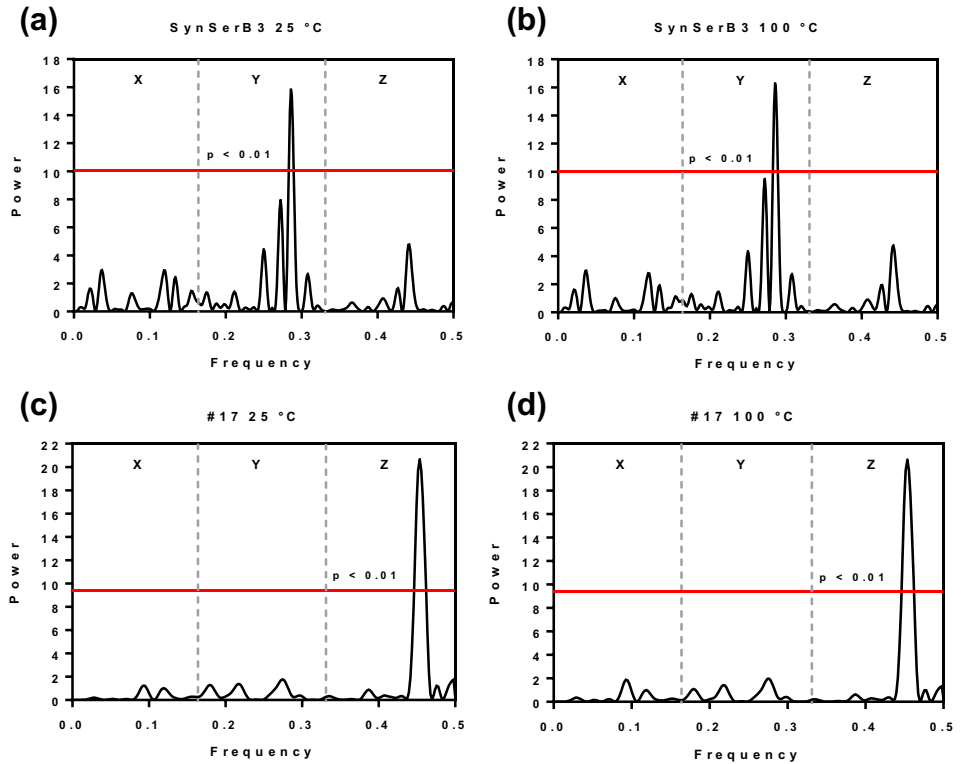 (a)
SynSerB3 25 °C
18
16
14
12
10
8
6
4
2
0
Power
X
Y
Z
p < 0.01
0.0 0.1 0.2 0.3 0.4 0.5
Frequency
(b)
SynSerB3 100 °C
18
16
14
12
10
8
6
4
2
0
Power
X
Y
Z
p < 0.01
0.0 0.1 0.2 0.3 0.4 0.5
Frequency
(c)
#17 25 °C
22
20
18
16
14
12
10
8
6
4
2
0
Power
X
Y
Z
p < 0.01
0.0 0.1 0.2 0.3 0.4 0.5
Frequency
(d)
#17 100 °C
22
20
18
16
14
12
10
8
6
4
2
0
Power
X
Y
Z
p < 0.01
0.0 0.1 0.2 0.3 0.4 0.5
Frequency